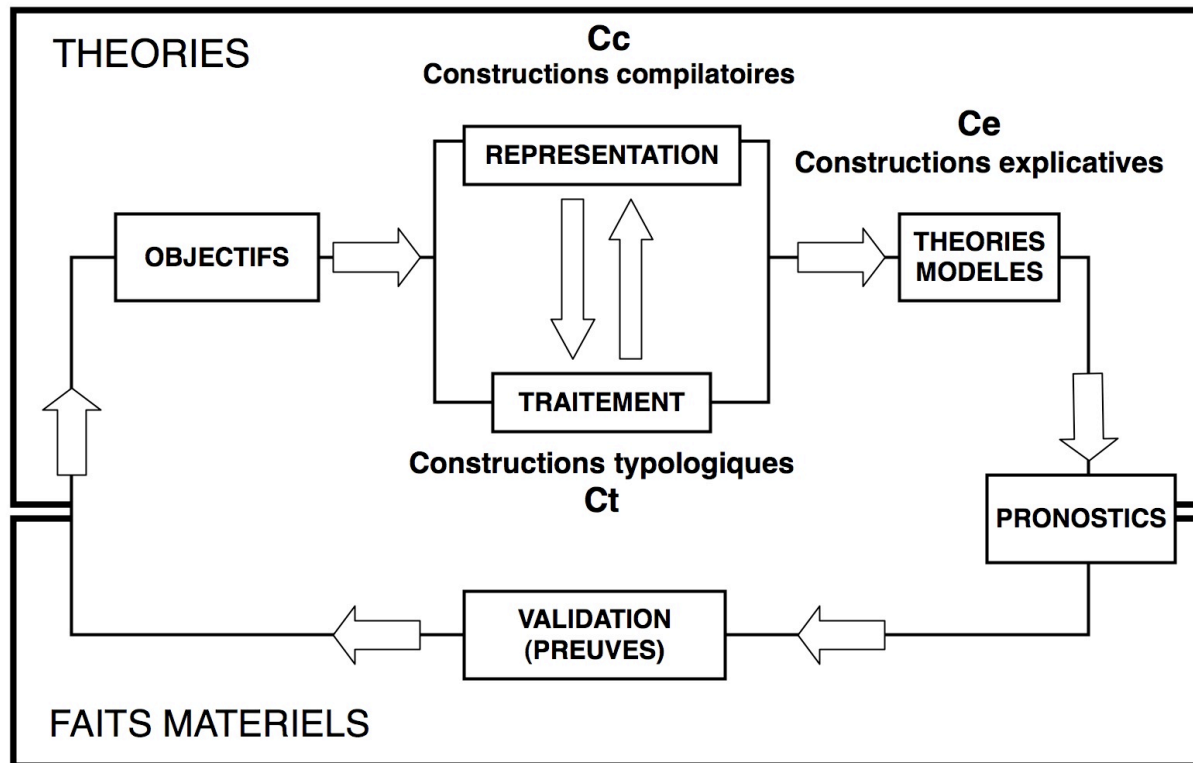 THEORIES
Cc
Constructions compilatoires
REPRESENTATION
Ce
Constructions explicatives
OBJECTIFS
THEORIES
MODELES
TRAITEMENT
Constructions typologiques
Ct
PRONOSTICS
VALIDATION
(PREUVES)
FAITS MATERIELS